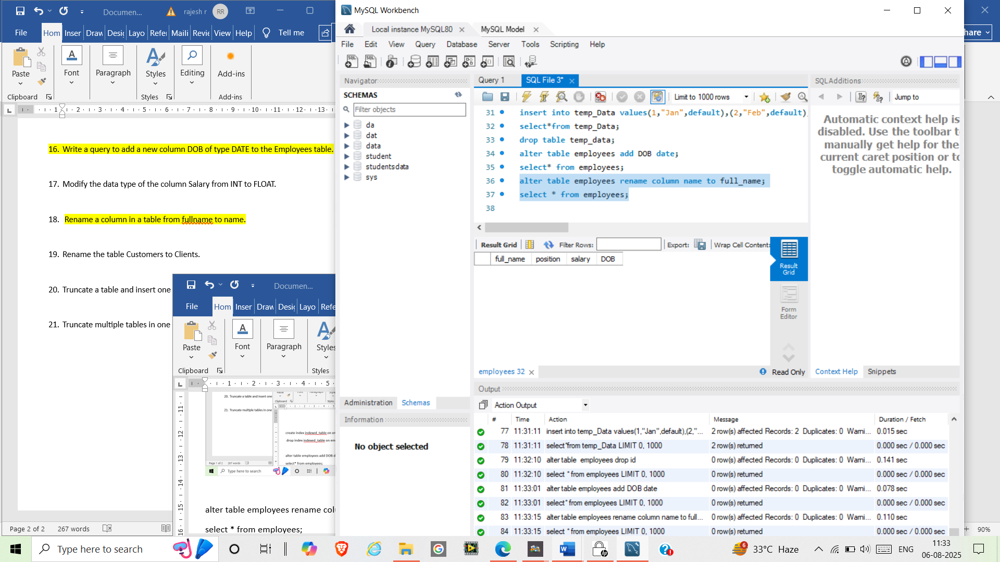 Documen...
rajesh r
RR
File
Hom
Inser
Draw
Layo
Maili
View
Help
Tell me
Paste
Font
Paragraph
Styles
Editing
Add-ins
Clipboard
Styles
Add-ins
16. Write a query to add a new column DOB of type DATE to the Employees table.
17. Modify the data type of the column Salary from INT to FLOAT.
18. Rename a column in a table from fullname to name.
19. Rename the table Customers to Clients.
20. Truncate a table and insert one
21. Truncate multiple tables in one
Documen...
File
Hom
Inser
Draw
Layo
Paste
Font
Paragraph
Styles
Clipboard
Styles
20. Truncate a table and insert one
21. Truncate multiple tables in one
create index indexed_table on em
drop index indexed_table on em
alter table employees add DOB d
select* from employees;
Page 1 of 2 267 words
Type here to search
alter table employees rename col
select * from employees;
Page 2 of 2 267 words
MySQL Workbench
Local instance MySQL80
MySQL Model
File Edit View Query Database Server Tools Scripting Help
Navigator
SCHEMAS
Filter objects
da
dat
data
student
studentsdata
sys
Administration Schemas
Information
No object selected
Query 1
SQL File 3*
Limit to 1000 rows
31 insert into temp_Data values(1,"Jan",default),(2,"Feb",default)
32 select*from temp_Data;
33 drop table temp_data;
34 alter table employees add DOB date;
35 select* from employees;
36 alter table employees rename column name to full_name;
37 select * from employees;
38
Result Grid Filter Rows: Export: Wrap Cell Content:
full_name position salary DOB
Result Grid
Form Editor
employees 32
Read Only
SQLAdditions
Jump to
Automatic context help is
disabled. Use the toolbar to
manually get help for the
current caret position or to
toggle automatic help.
Context Help Snippets
Output
Action Output
# Time Action Message Duration / Fetch
77 11:31:11 insert into temp_Data values(1,"Jan",default),(2,"... 2 row(s) affected Records: 2 Duplicates: 0 Warni... 0.015 sec
78 11:31:11 select*from temp_Data LIMIT 0, 1000 2 row(s) returned 0.000 sec / 0.000 sec
79 11:32:10 alter table employees drop id 0 row(s) affected Records: 0 Duplicates: 0 Warni... 0.141 sec
80 11:32:10 select * from employees LIMIT 0, 1000 0 row(s) returned 0.000 sec / 0.000 sec
81 11:33:01 alter table employees add DOB date 0 row(s) affected Records: 0 Duplicates: 0 Warni... 0.078 sec
82 11:33:01 select* from employees LIMIT 0, 1000 0 row(s) returned 0.000 sec / 0.000 sec
83 11:33:15 alter table employees rename column name to full... 0 row(s) affected Records: 0 Duplicates: 0 Warni... 0.110 sec
84 11:33:15 select * from employees LIMIT 0, 1000 0 row(s) returned 0.000 sec / 0.000 sec
hare
90%
Type here to search
33°C Haze
ENG
11:33
06-08-2025